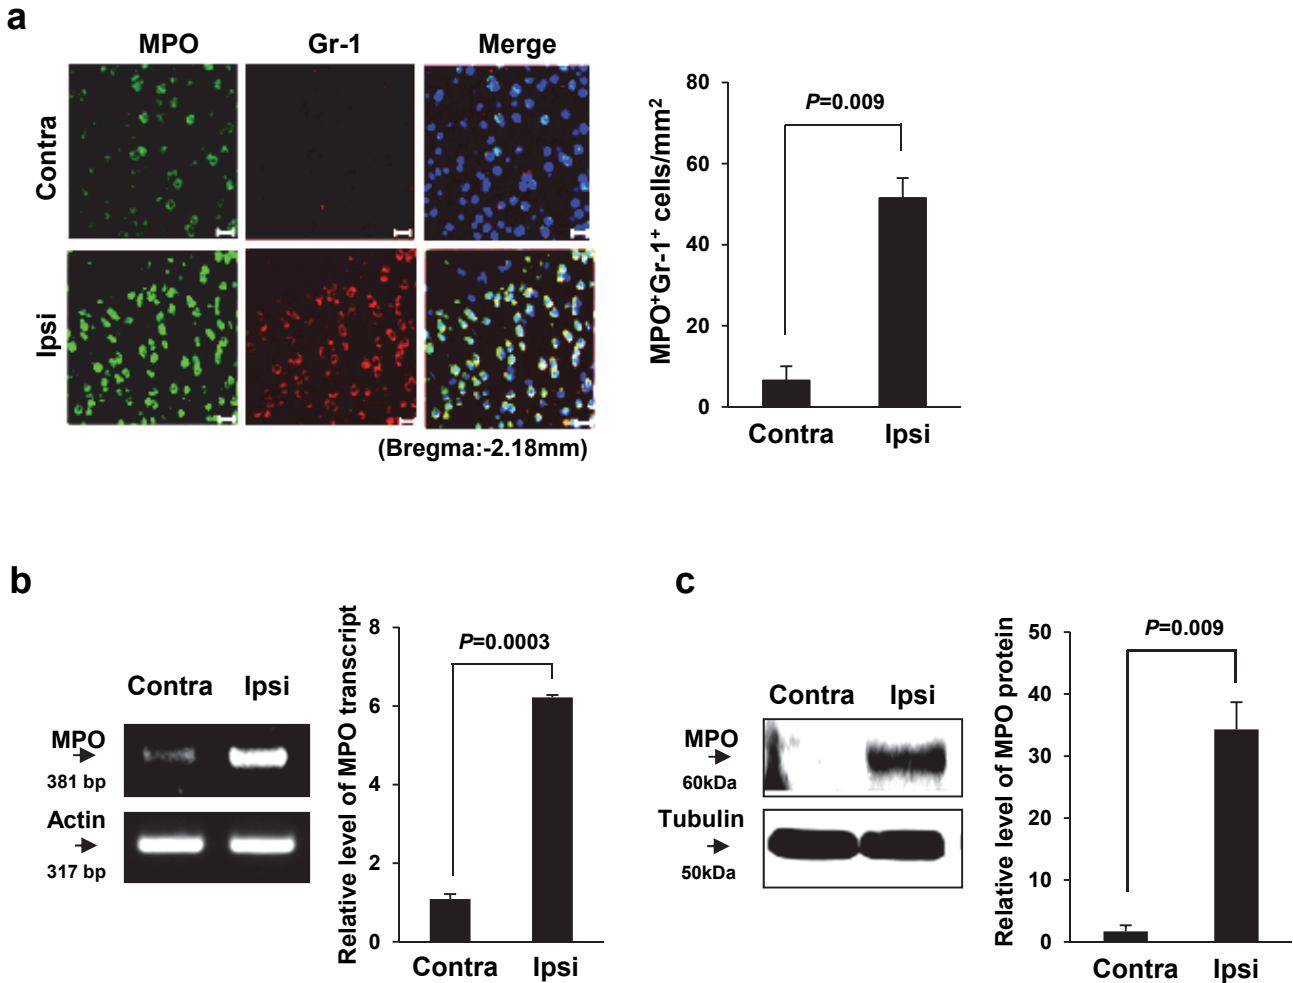 a
MPO Gr-1 Merge
Contra
Ipsi
(Bregma:-2.18mm)
MPO⁺Gr-1⁺ cells/mm²
80
60
40
20
0
P=0.009
Contra Ipsi
b
Contra Ipsi
MPO
381 bp
Actin
317 bp
Relative level of MPO transcript
8
6
4
2
0
P=0.0003
Contra Ipsi
c
Contra Ipsi
MPO
60kDa
Tubulin
50kDa
Relative level of MPO protein
50
40
30
20
10
0
P=0.009
Contra Ipsi